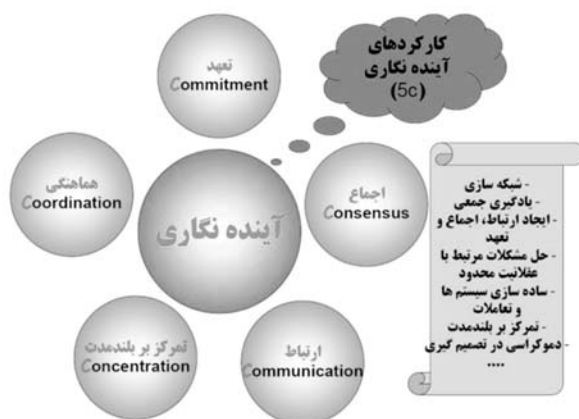 کارکردهای
آینده نگاری
(5c)
تعهد
Commitment
هماهنگی
Coordination
اجماع
Consensus
آینده نگاری
تمرکز بر بلندمدت
Concentration
ارتباط
Communication
- شبکه سازی
- یادگیری جمعی
- ایجاد ارتباط، اجماع و
تعهد
- حل مشکلات مرتبط با
عقلانیت محدود
- ساده سازی سیستم ها
و تعاملات
- تمرکز بر بلندمدت
- دموکراسی در تصمیم گیری
....